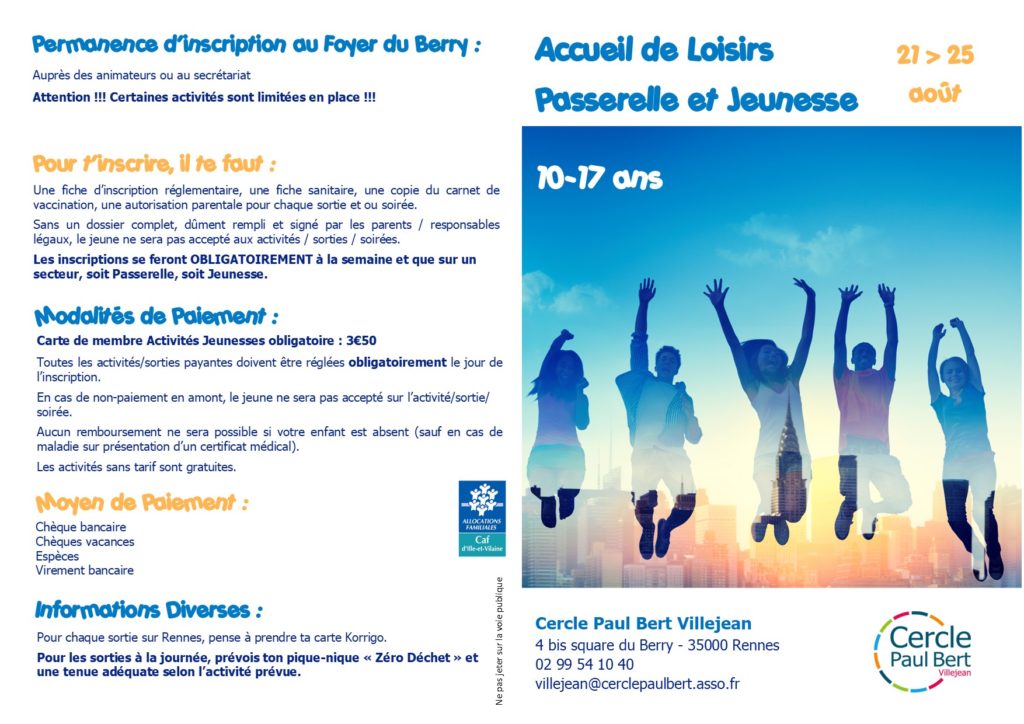 Permanence d'inscription au Foyer du Berry :
Auprès des animateurs ou au secrétariat
Attention !!! Certaines activités sont limitées en place !!!
Pour t'inscrire, il te faut :
Une fiche d'inscription réglementaire, une fiche sanitaire, une copie du carnet de
vaccination, une autorisation parentale pour chaque sortie et ou soirée.
Sans un dossier complet, dûment rempli et signé par les parents / responsables
légaux, le jeune ne sera pas accepté aux activités / sorties / soirées.
Les inscriptions se feront OBLIGATOIREMENT à la semaine et que sur un
secteur, soit Passerelle, soit Jeunesse.
Modalités de Paiement :
Carte de membre Activités Jeunesses obligatoire : 3€50
Toutes les activités/sorties payantes doivent être réglées obligatoirement le jour de
l'inscription.
En cas de non-paiement en amont, le jeune ne sera pas accepté sur l'activité/sortie/
soirée.
Aucun remboursement ne sera possible si votre enfant est absent (sauf en cas de
maladie sur présentation d'un certificat médical).
Les activités sans tarif sont gratuites.
Moyen de Paiement :
Chèque bancaire
Chèques vacances
Espèces
Virement bancaire
ALLOCATIONS
FAMILIALES
Caf
d'Ille-et-Vilaine
Informations Diverses :
Pour chaque sortie sur Rennes, pense à prendre ta carte Korrigo.
Pour les sorties à la journée, prévois ton pique-nique « Zéro Déchet » et
une tenue adéquate selon l'activité prévue.
Ne pas jeter sur la voie publique
Accueil de Loisirs
Passerelle et Jeunesse
21 > 25
août
10-17 ans
Cercle Paul Bert Villejean
4 bis square du Berry - 35000 Rennes
02 99 54 10 40
villejean@cerclepaulbert.asso.fr
Cercle
Paul Bert
Villejean